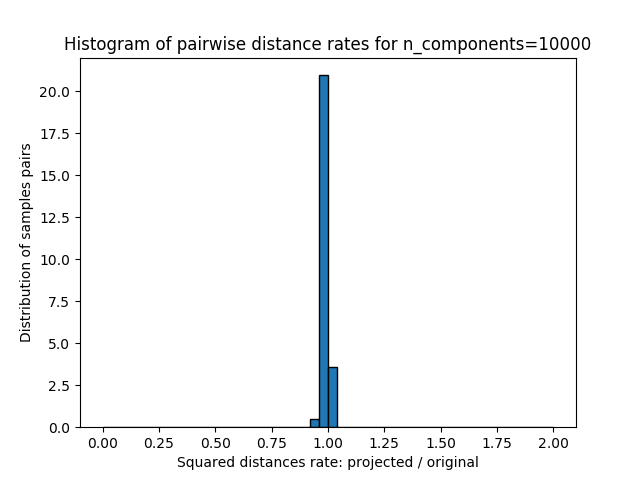 Histogram of pairwise distance rates for n_components=10000
Distribution of samples pairs
20.0
17.5
15.0
12.5
10.0
7.5
5.0
2.5
0.0
0.00 0.25 0.50 0.75 1.00 1.25 1.50 1.75 2.00
Squared distances rate: projected / original